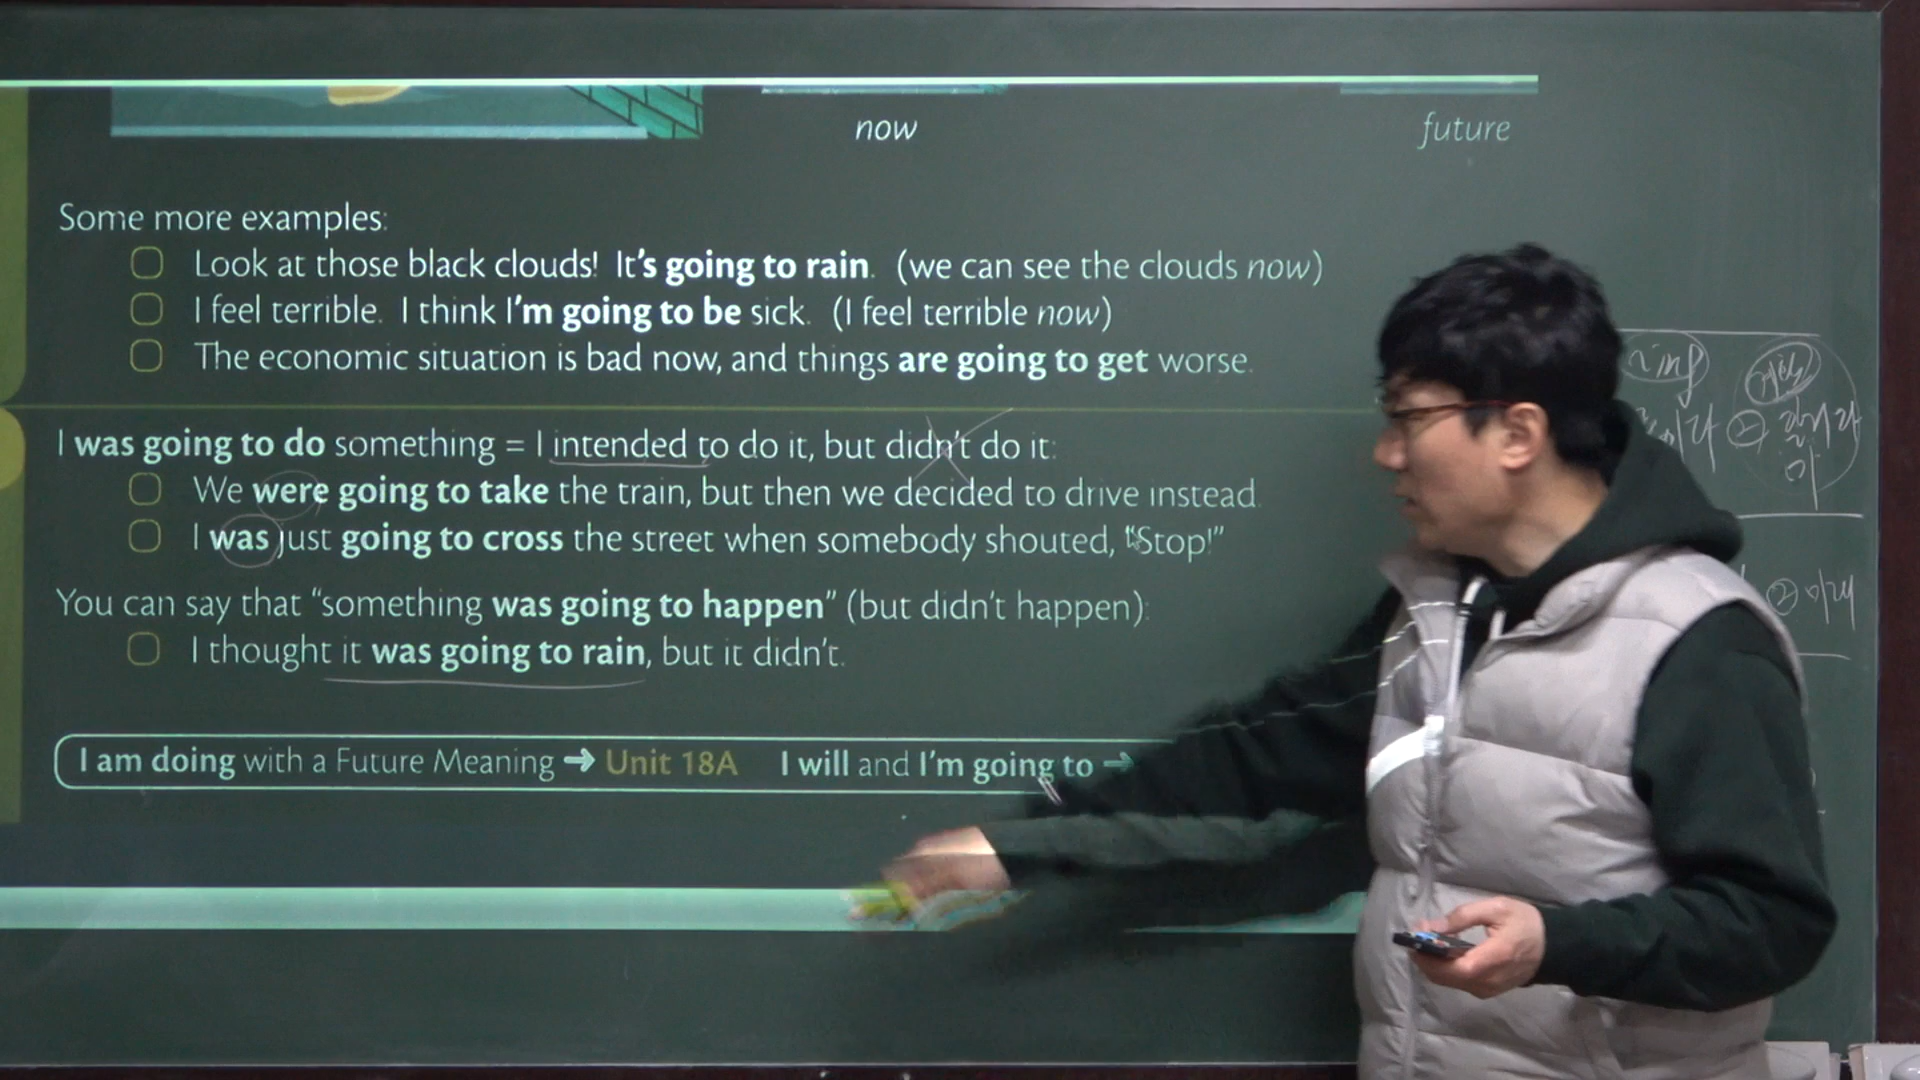 now
future
Some more examples:
Look at those black clouds! It's going to rain. (we can see the clouds now)
I feel terrible. I think I'm going to be sick. (I feel terrible now)
The economic situation is bad now, and things are going to get worse.
I was going to do something = I intended to do it, but didn't do it:
We were going to take the train, but then we decided to drive instead.
I was just going to cross the street when somebody shouted, "Stop!"
You can say that "something was going to happen" (but didn't happen):
I thought it was going to rain, but it didn't.
I am doing with a Future Meaning → Unit 18A I will and I'm going to →
~ing
② 미래